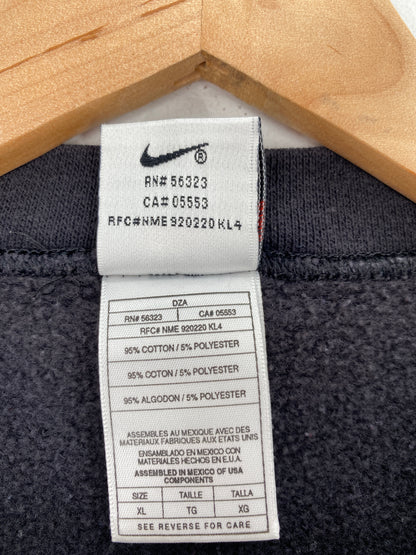 ®
RN# 56323
CA# 05553
RFC#NME 920220 KL4
DZA
RN# 56323 CA# 05553
RFC# NME 920220 KL4
95% COTTON / 5% POLYESTER
95% COTON / 5% POLYESTER
95% ALGODON / 5% POLYESTER
ASSEMBLES AU MEXIQUE AVEC DES
MATERIAUX FABRIQUES AUX ETATS UNIS
ENSAMBLADO EN MEXICO CON
MATERIALES HECHOS EN EE.UU.
ASSEMBLED IN MEXICO OF USA
COMPONENTS
SIZE TAILLE TALLA
XL TG XG
SEE REVERSE FOR CARE